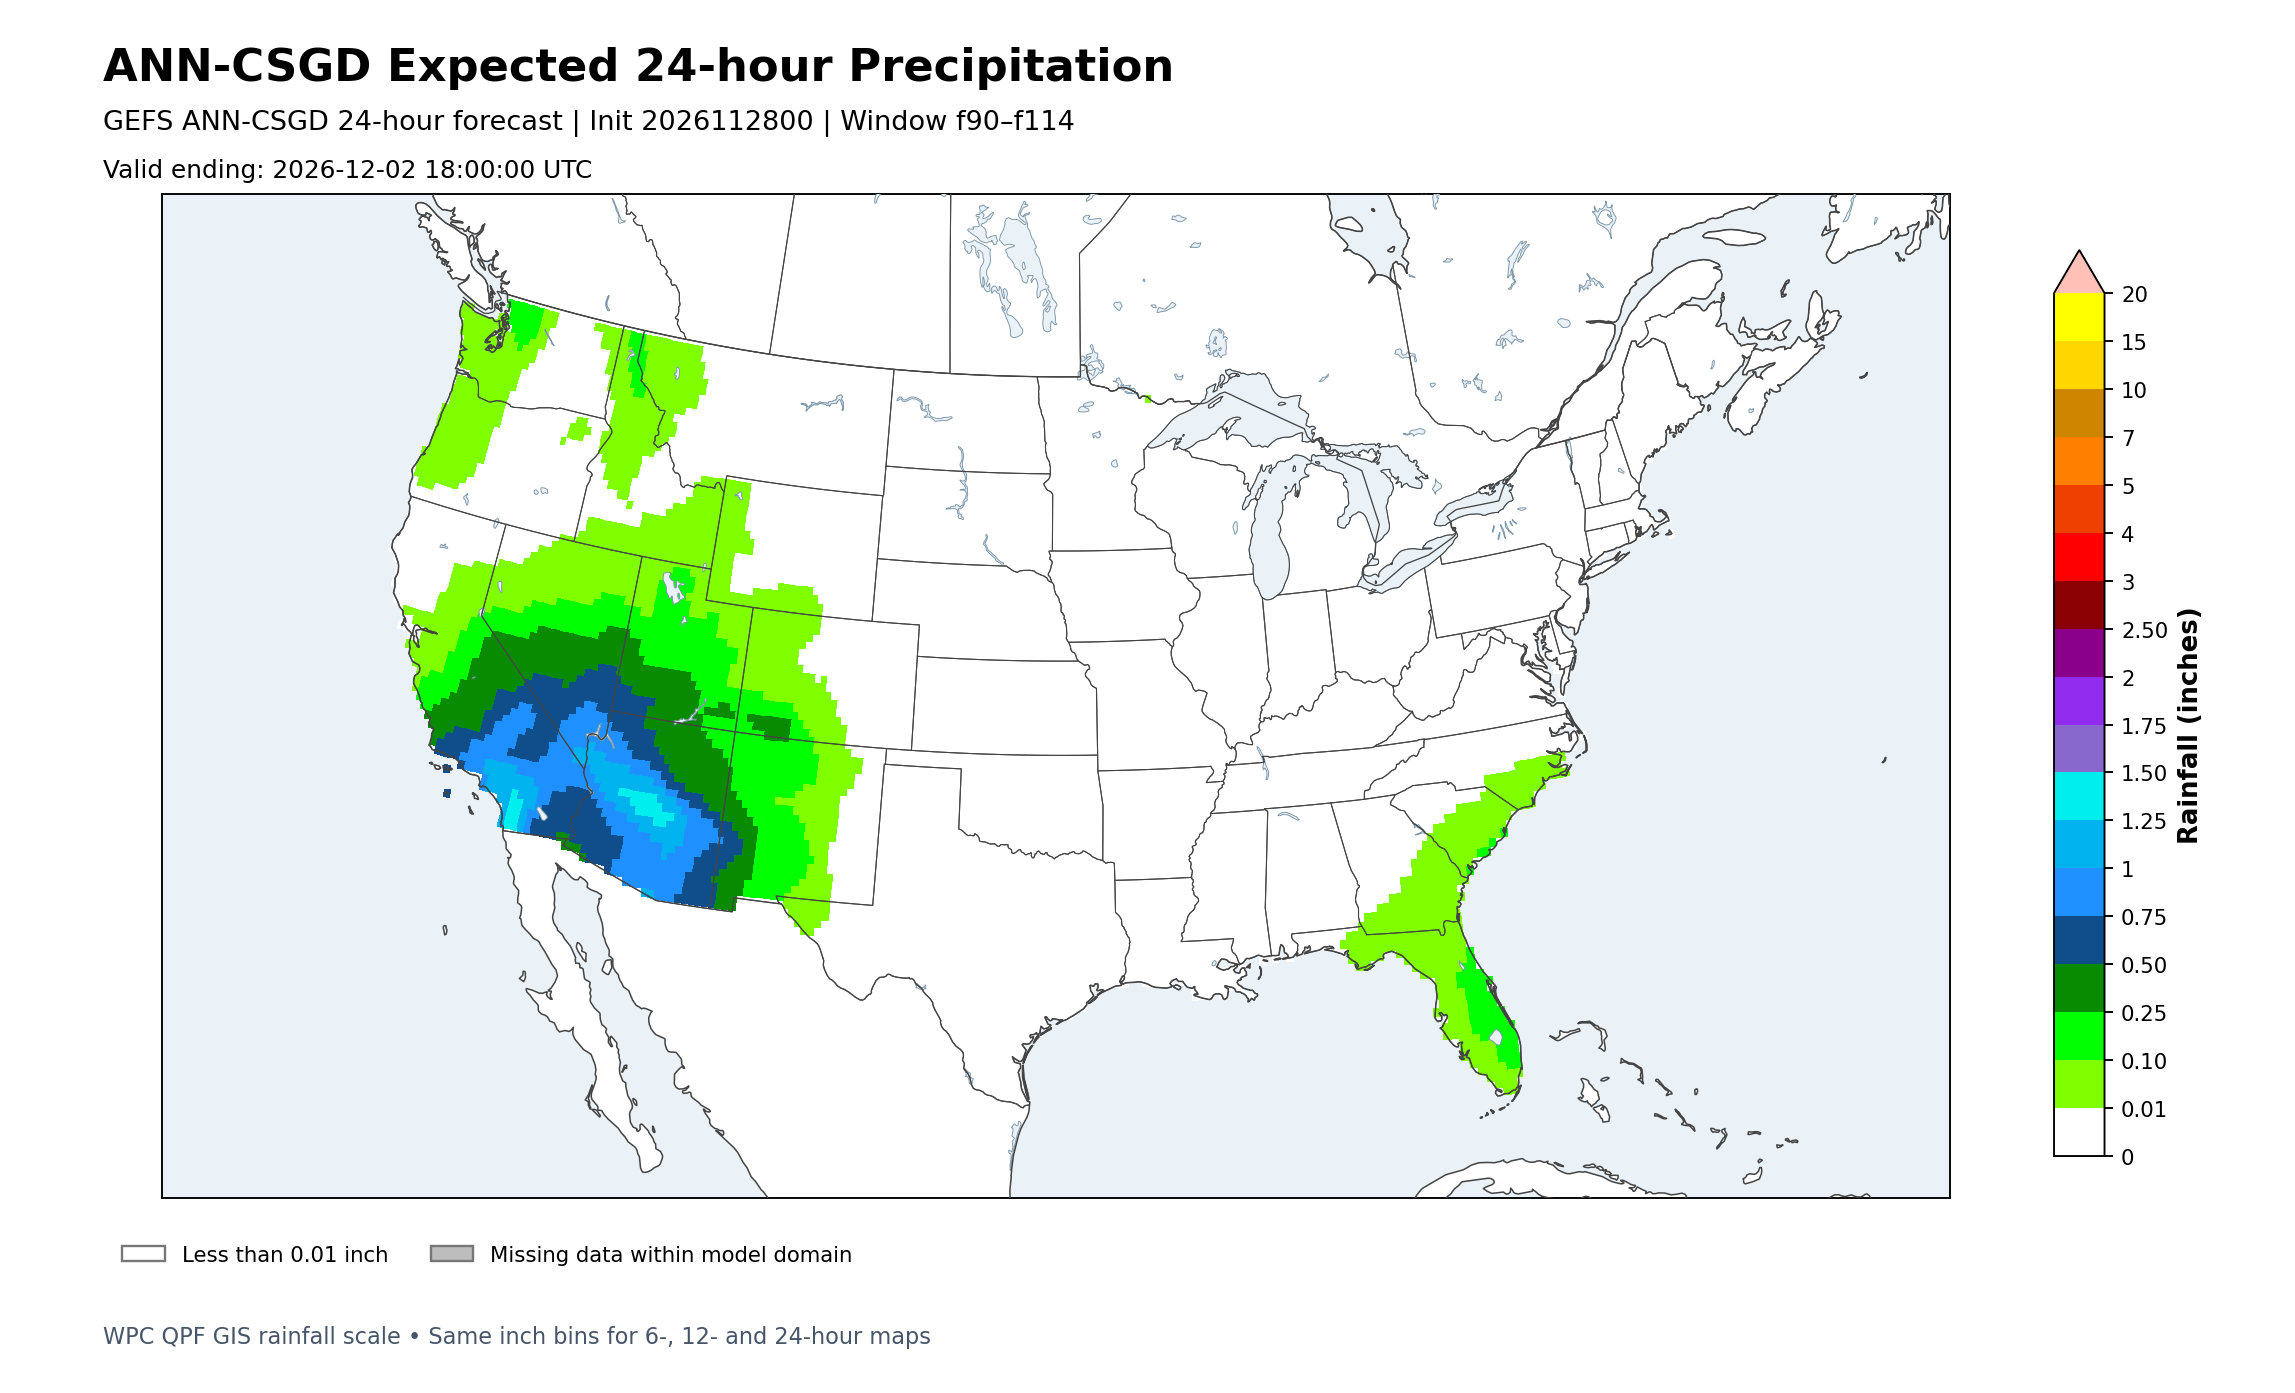 ANN-CSGD Expected 24-hour Precipitation
GEFS ANN-CSGD 24-hour forecast | Init 2026112800 | Window f90–f114
Valid ending: 2026-12-02 18:00:00 UTC
20
15
10
7
5
4
3
2.50
2
1.75
1.50
1.25
1
0.75
0.50
0.25
0.10
0.01
0
Rainfall (inches)
Less than 0.01 inch
Missing data within model domain
WPC QPF GIS rainfall scale • Same inch bins for 6-, 12- and 24-hour maps